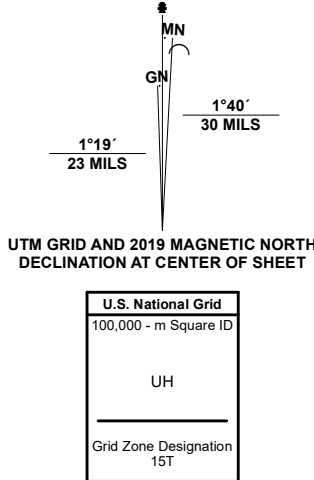 MN
GN
1°40´
30 MILS
1°19´
23 MILS
UTM GRID AND 2019 MAGNETIC NORTH
DECLINATION AT CENTER OF SHEET
U.S. National Grid
100,000 - m Square ID
UH
Grid Zone Designation
15T